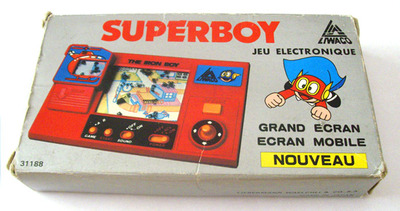 SUPERBOY
LIWACO
JEU ELECTRONIQUE
THE IRON BOY
GAME
SOUND
GRAND ECRAN
ECRAN MOBILE
NOUVEAU
31188